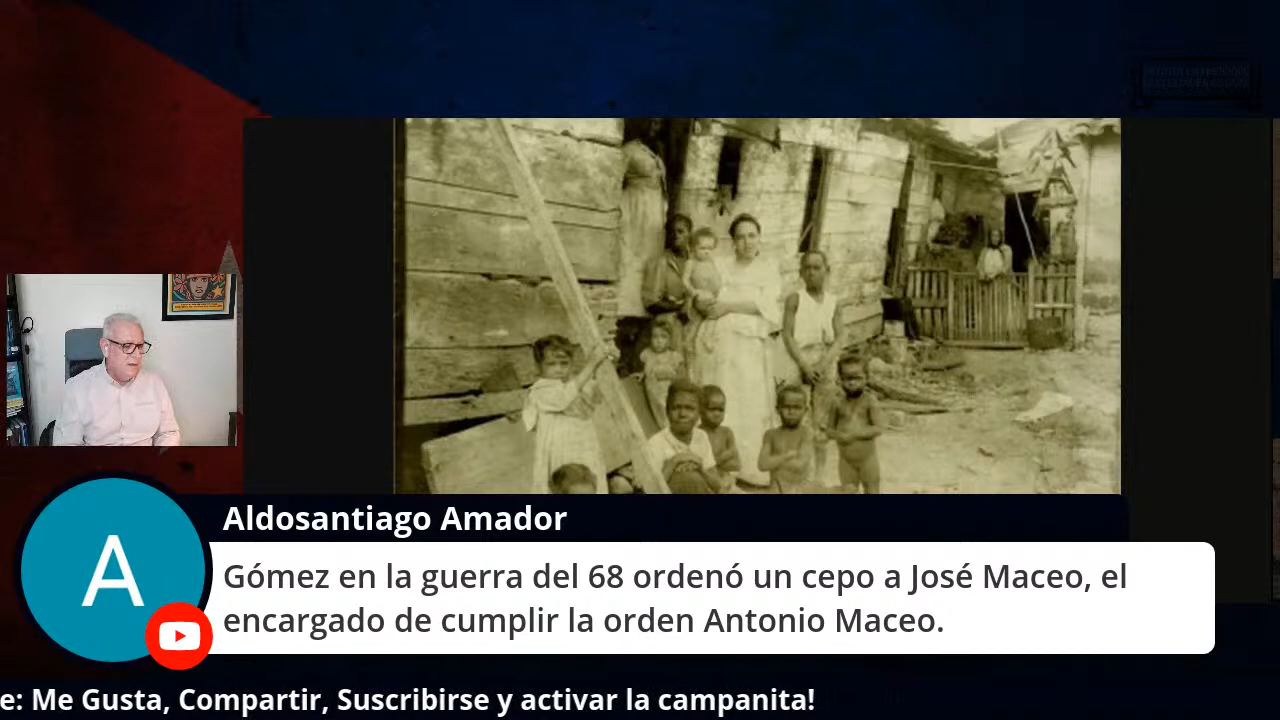 Aldosantiago Amador
A
Gómez en la guerra del 68 ordenó un cepo a José Maceo, el
encargado de cumplir la orden Antonio Maceo.
e: Me Gusta, Compartir, Suscribirse y activar la campanita!